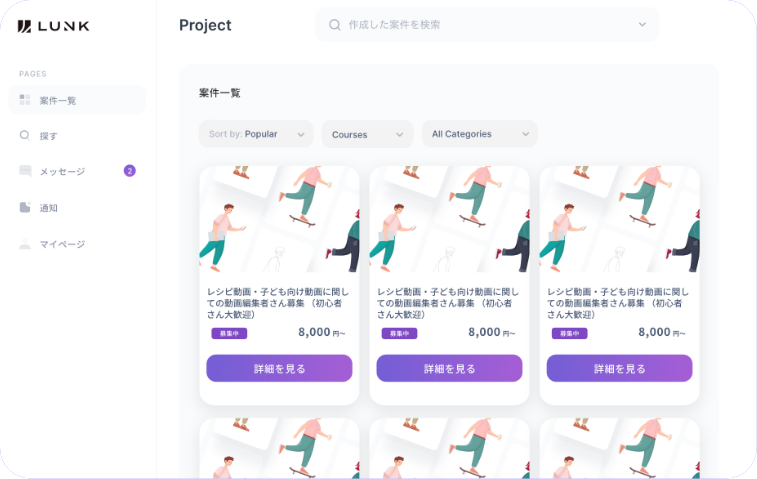 LUNK
Project
作成した案件を検索
PAGES
案件一覧
探す
メッセージ
2
通知
マイページ
案件一覧
Sort by: Popular
Courses
All Categories
レシピ動画・子ども向け動画に関し
ての動画編集者さん募集 （初心者
さん大歓迎）
募集中
8,000 円〜
詳細を見る
レシピ動画・子ども向け動画に関し
ての動画編集者さん募集 （初心者
さん大歓迎）
募集中
8,000 円〜
詳細を見る
レシピ動画・子ども向け動画に関し
ての動画編集者さん募集 （初心者
さん大歓迎）
募集中
8,000 円〜
詳細を見る